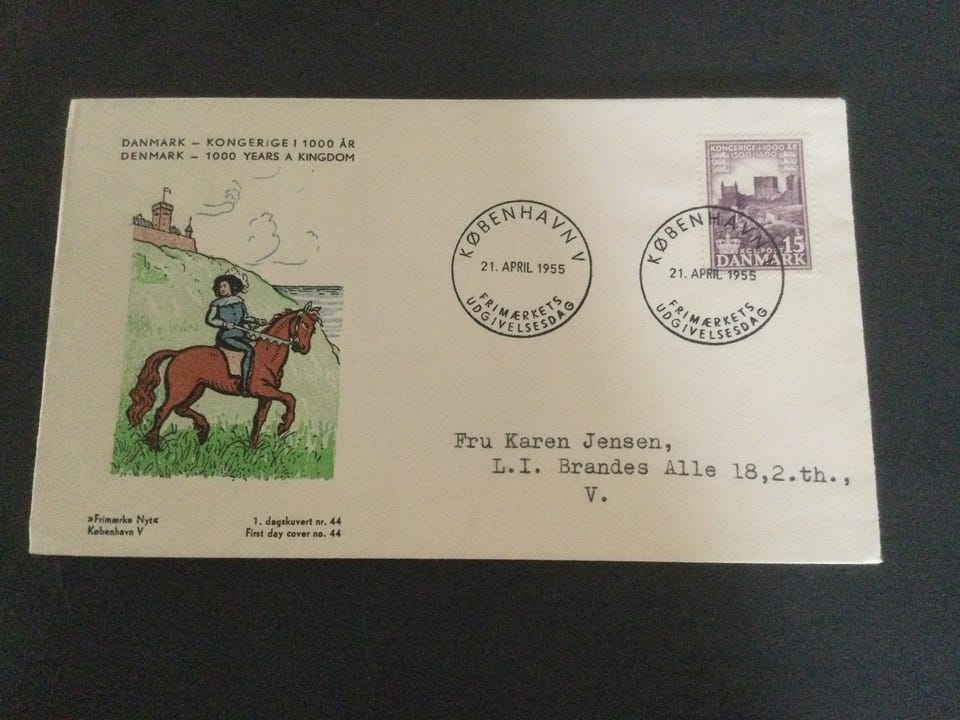 DANMARK – KONGERIGE I 1000 ÅR
DENMARK – 1000 YEARS A KINGDOM
KONGERIGE I 1000 ÅR
1500-1600
KGL POST 15
DANMARK
KØBENHAVN V
21. APRIL 1955
FRIMÆRKETS
UDGIVELSESDAG
KØBENHAVN V
21. APRIL 1955
FRIMÆRKETS
UDGIVELSESDAG
Fru Karen Jensen,
L.I. Brandes Alle 18,2.th.,
V.
»Frimærke Nyt«
København V
1. dagskuvert nr. 44
First day cover no. 44